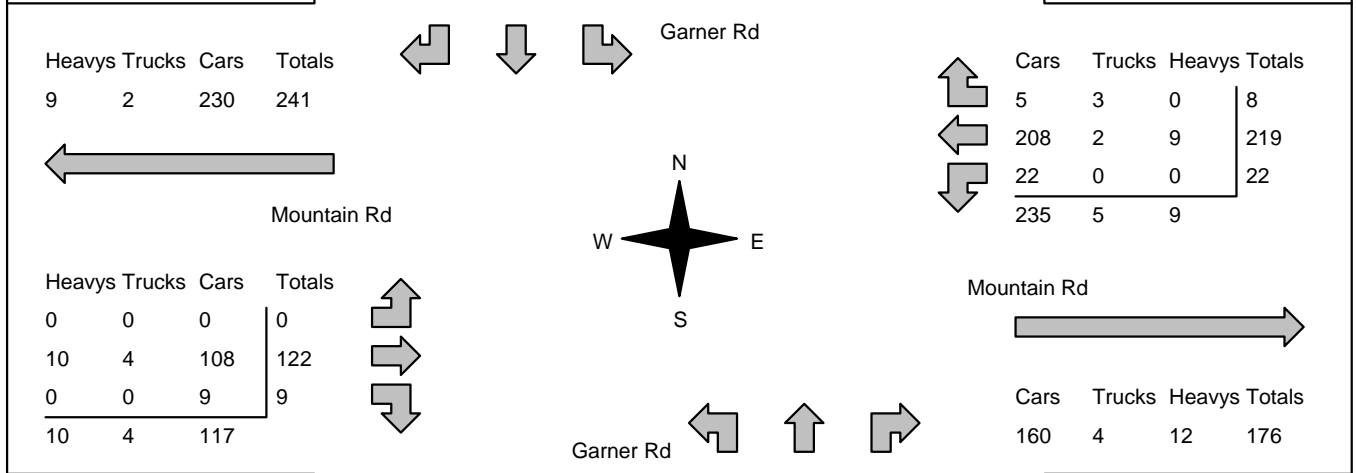 Garner Rd
Heavys Trucks Cars Totals
9 2 230 241
Cars Trucks Heavys Totals
5 3 0 8
208 2 9 219
22 0 0 22
235 5 9
Mountain Rd
N
W E
S
Heavys Trucks Cars Totals
0 0 0 0
10 4 108 122
0 0 9 9
10 4 117
Mountain Rd
Cars Trucks Heavys Totals
160 4 12 176
Garner Rd